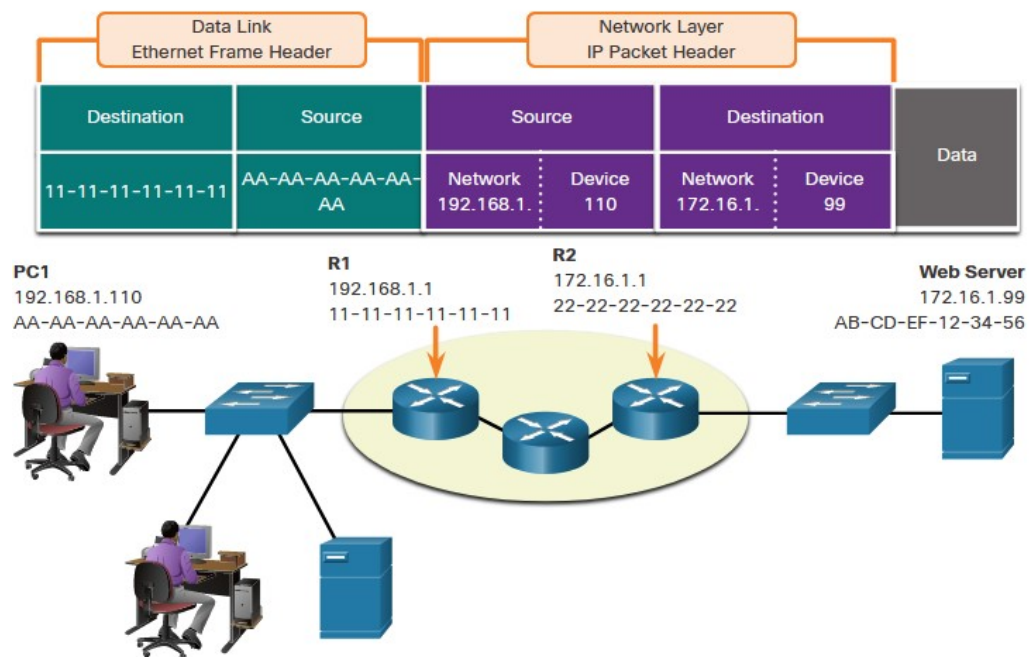 Data Link
Ethernet Frame Header
Network Layer
IP Packet Header
Destination
Source
Source
Destination
Data
11-11-11-11-11-11
AA-AA-AA-AA-AA-
AA
Network
192.168.1.
Device
110
Network
172.16.1.
Device
99
PC1
192.168.1.110
AA-AA-AA-AA-AA-AA
R1
192.168.1.1
11-11-11-11-11-11
R2
172.16.1.1
22-22-22-22-22-22
Web Server
172.16.1.99
AB-CD-EF-12-34-56